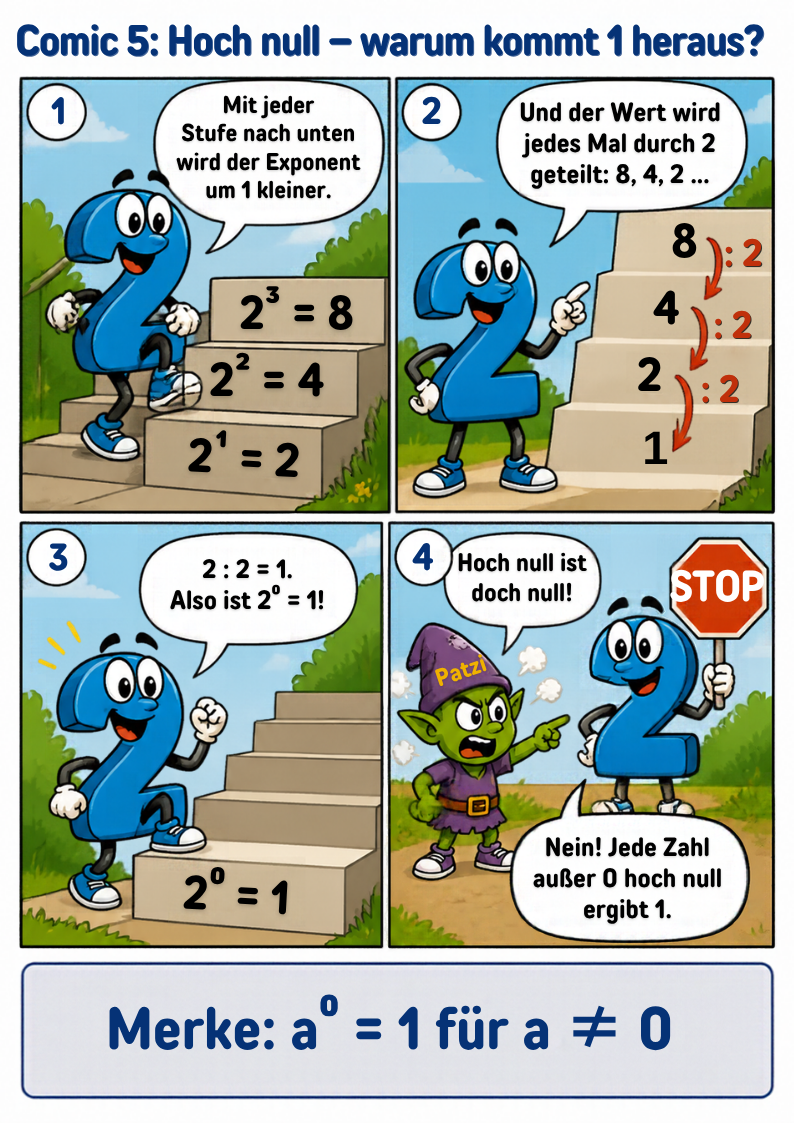 Comic 5: Hoch null – warum kommt 1 heraus?
1
Mit jeder
Stufe nach unten
wird der Exponent
um 1 kleiner.
2³ = 8
2² = 4
2¹ = 2
2
Und der Wert wird
jedes Mal durch 2
geteilt: 8, 4, 2 ...
8
: 2
4
: 2
2
: 2
1
3
2 : 2 = 1.
Also ist 2⁰ = 1!
2⁰ = 1
4
Hoch null ist
doch null!
STOP
Patzi
Nein! Jede Zahl
außer 0 hoch null
ergibt 1.
Merke: a⁰ = 1 für a ≠ 0